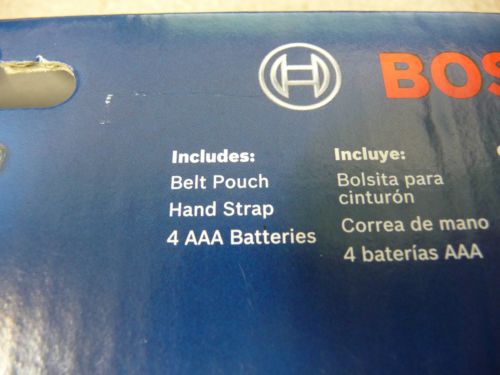 BOS
Includes:
Belt Pouch
Hand Strap
4 AAA Batteries
Incluye:
Bolsita para
cinturón
Correa de mano
4 baterías AAA